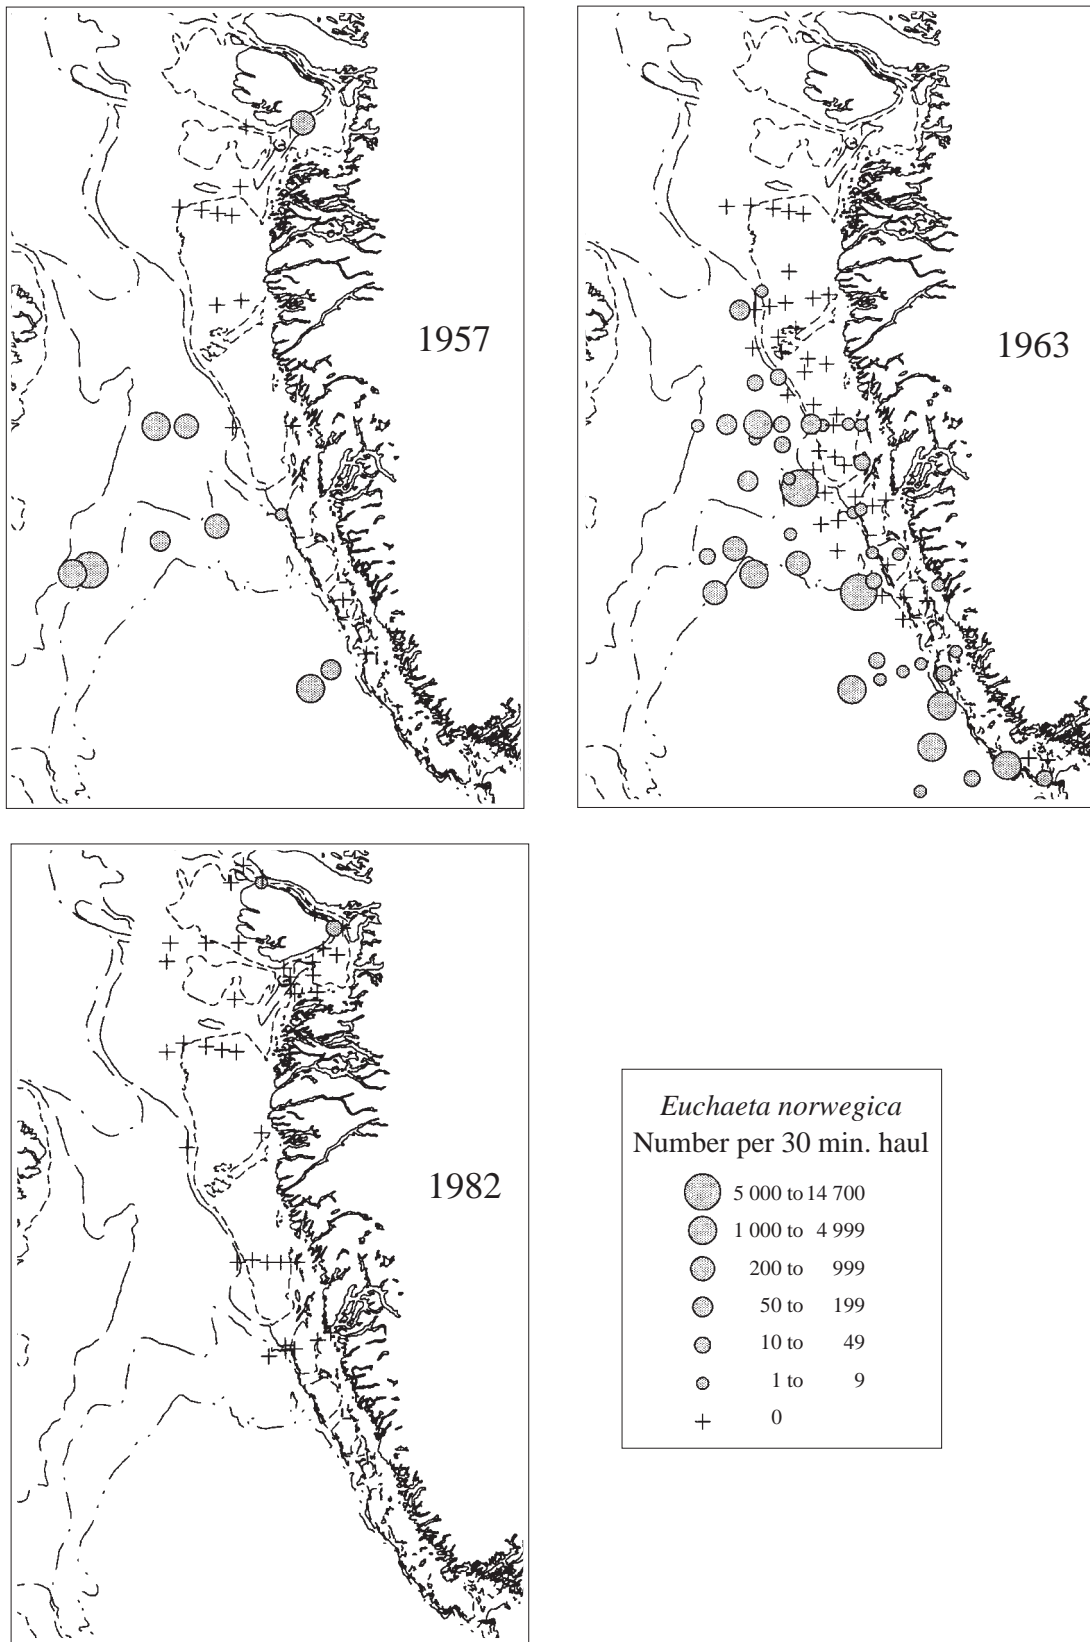 1957
1963
1982
Euchaeta norwegica
Number per 30 min. haul
5 000 to 14 700
1 000 to 4 999
200 to 999
50 to 199
10 to 49
1 to 9
0